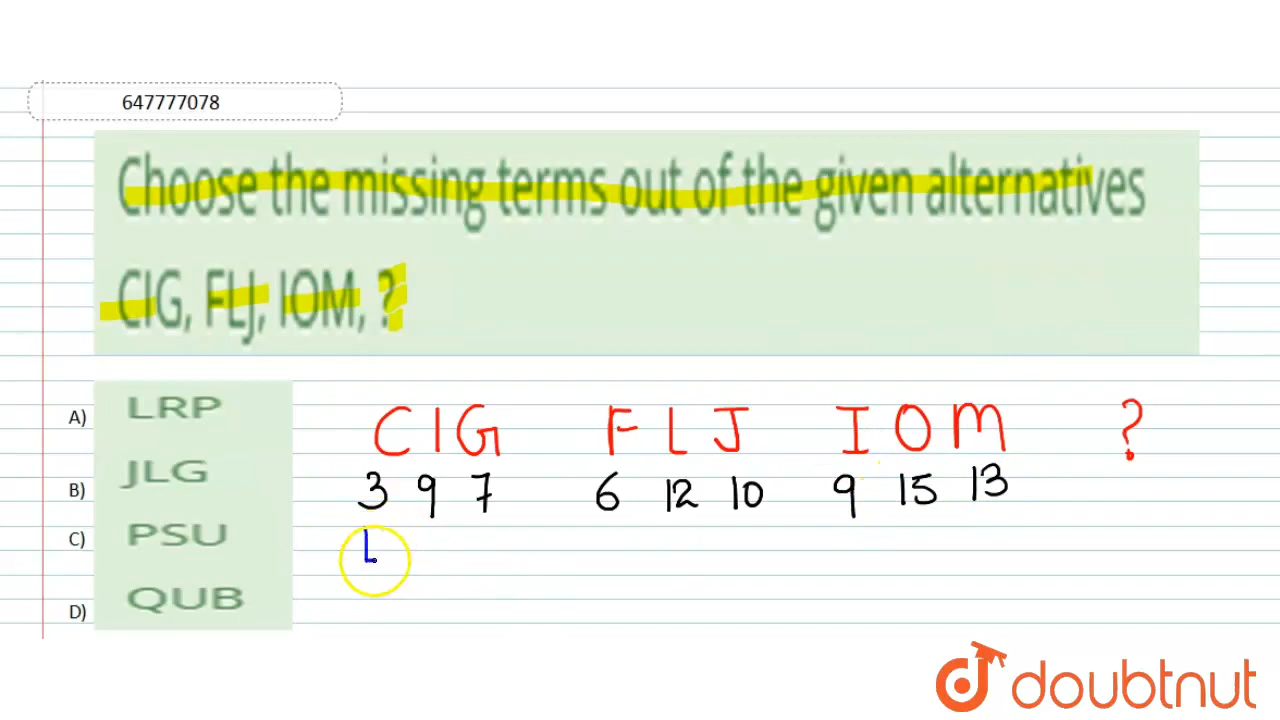 647777078
Choose the missing terms out of the given alternatives
CIG, FLJ, IOM, ?
A) LRP
B) JLG
C) PSU
D) QUB
CIG FLJ IOM ?
3 9 7 6 12 10 9 15 13
doubtnut